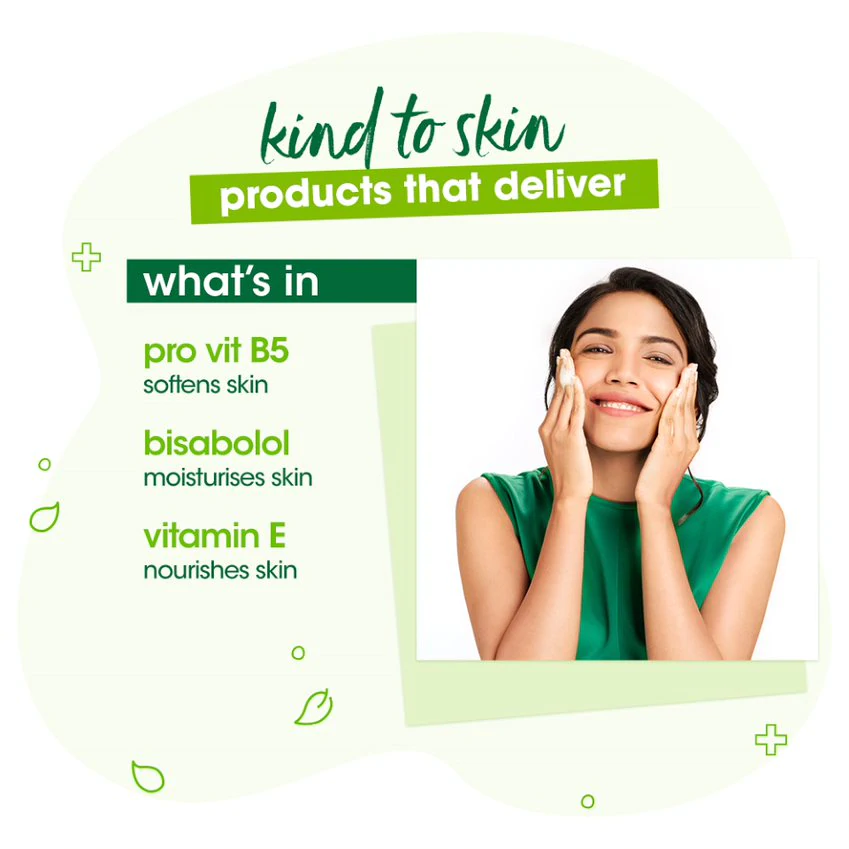 kind to skin
products that deliver
what's in
pro vit B5
softens skin
bisabolol
moisturises skin
vitamin E
nourishes skin